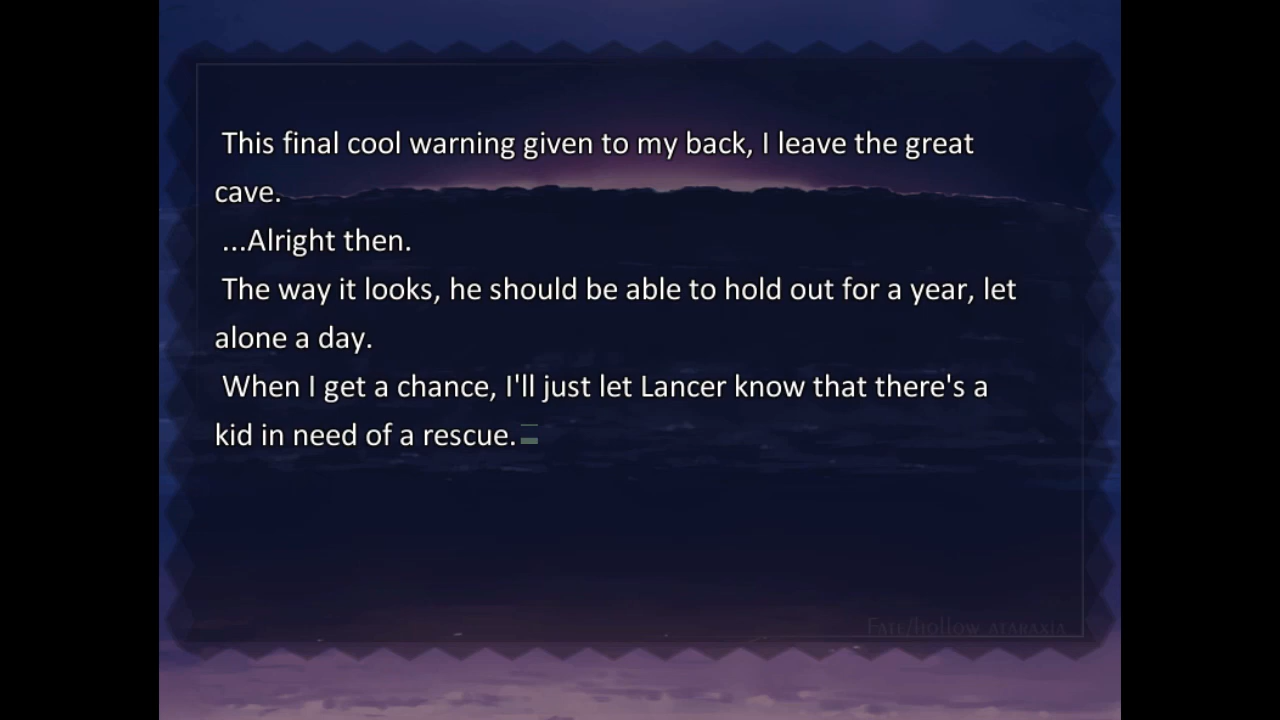 This final cool warning given to my back, I leave the great
cave.
...Alright then.
The way it looks, he should be able to hold out for a year, let
alone a day.
When I get a chance, I'll just let Lancer know that there's a
kid in need of a rescue.
Fate/hollow ataraxia